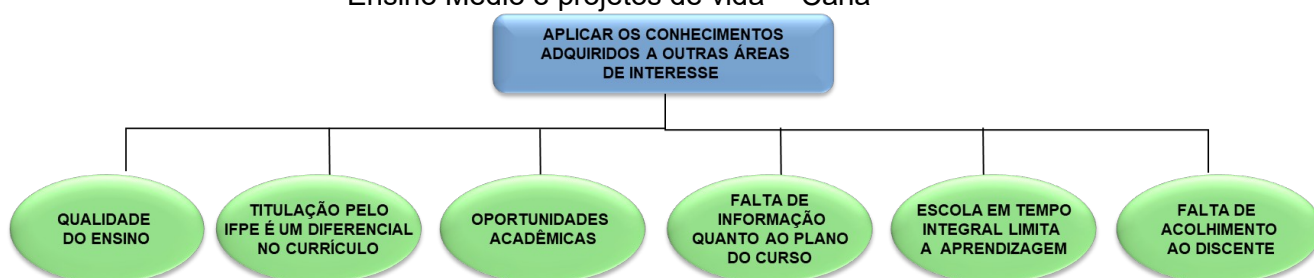 Ensino Médio e projetos de vida – Caná
APLICAR OS CONHECIMENTOS
ADQUIRIDOS A OUTRAS ÁREAS
DE INTERESSE
QUALIDADE
DO ENSINO
TITULAÇÃO PELO
IFPE É UM DIFERENCIAL
NO CURRÍCULO
OPORTUNIDADES
ACADÊMICAS
FALTA DE
INFORMAÇÃO
QUANTO AO PLANO
DO CURSO
ESCOLA EM TEMPO
INTEGRAL LIMITA
A APRENDIZAGEM
FALTA DE
ACOLHIMENTO
AO DISCENTE